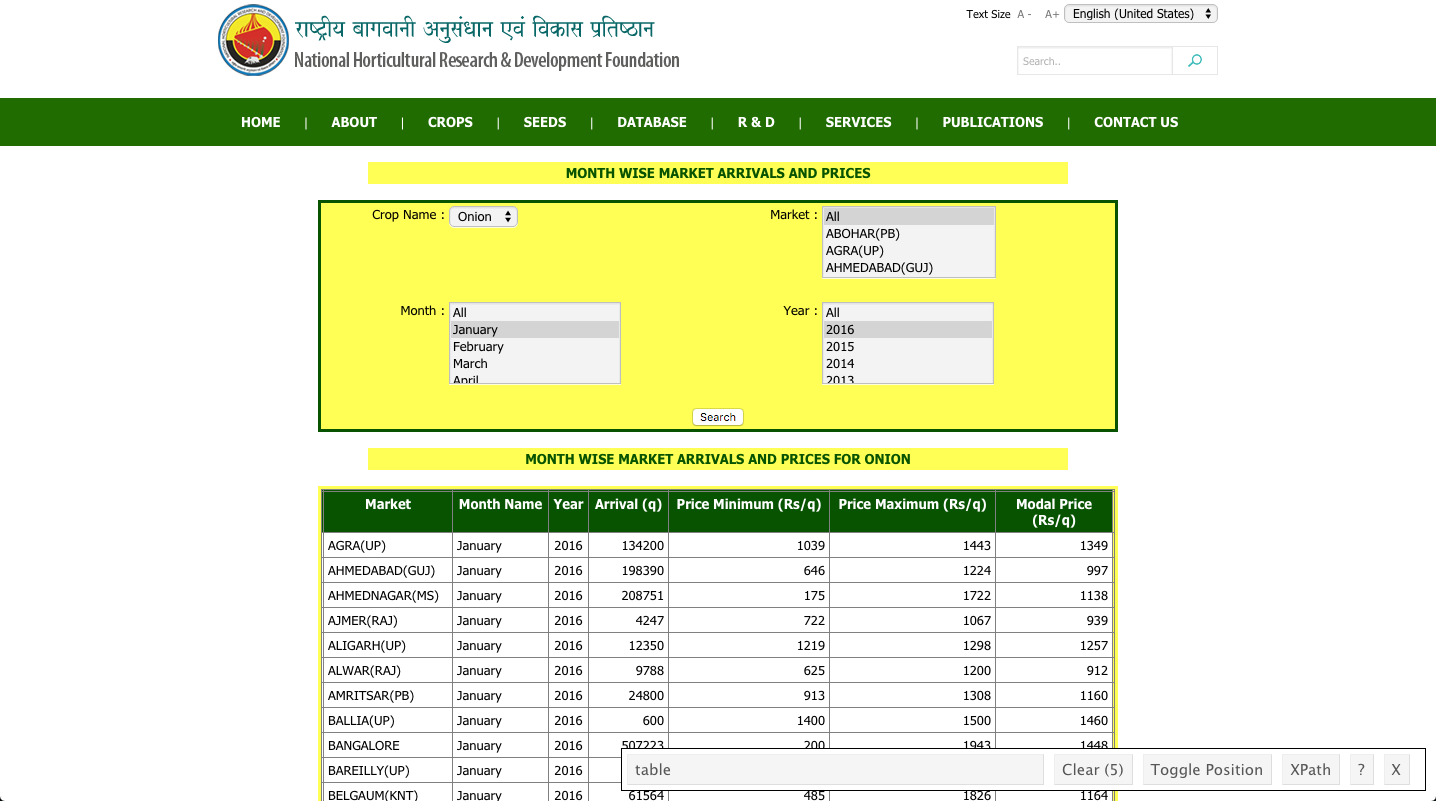 राष्ट्रीय बागवानी अनुसंधान एवं विकास प्रतिष्ठान
National Horticultural Research & Development Foundation
Text Size A - A+ English (United States)
Search..
HOME | ABOUT | CROPS | SEEDS | DATABASE | R & D | SERVICES | PUBLICATIONS | CONTACT US
MONTH WISE MARKET ARRIVALS AND PRICES
Crop Name : Onion
Market : All
ABOHAR(PB)
AGRA(UP)
AHMEDABAD(GUJ)
Month : All
January
February
March
April
Year : All
2016
2015
2014
2013
Search
MONTH WISE MARKET ARRIVALS AND PRICES FOR ONION
Market Month Name Year Arrival (q) Price Minimum (Rs/q) Price Maximum (Rs/q) Modal Price (Rs/q)
AGRA(UP) January 2016 134200 1039 1443 1349
AHMEDABAD(GUJ) January 2016 198390 646 1224 997
AHMEDNAGAR(MS) January 2016 208751 175 1722 1138
AJMER(RAJ) January 2016 4247 722 1067 939
ALIGARH(UP) January 2016 12350 1219 1298 1257
ALWAR(RAJ) January 2016 9788 625 1200 912
AMRITSAR(PB) January 2016 24800 913 1308 1160
BALLIA(UP) January 2016 600 1400 1500 1460
BANGALORE January 2016 507223 200 1943 1448
BAREILLY(UP) January 2016
BELGAUM(KNT) January 2016 61564 485 1826 1164
table Clear (5) Toggle Position XPath ? X